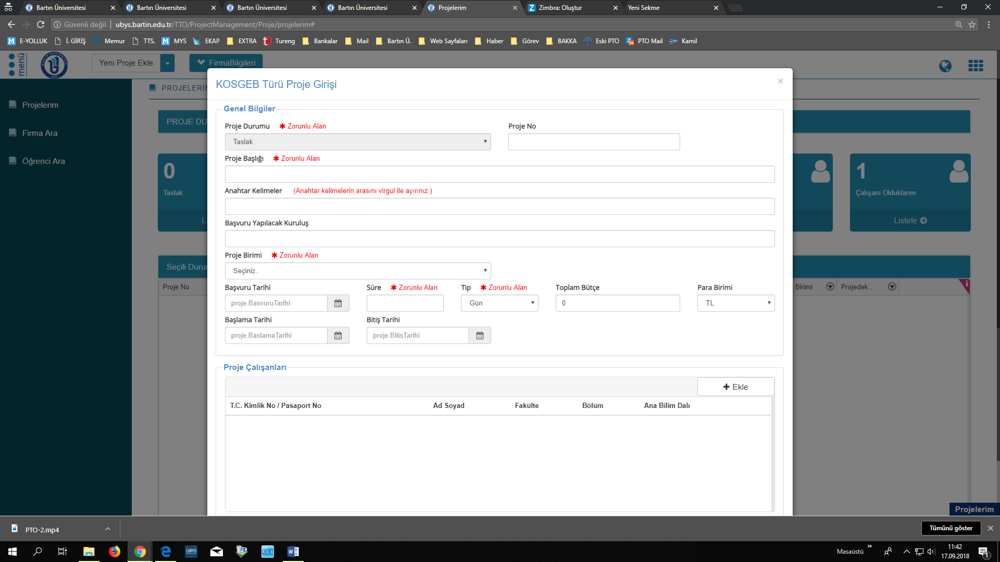 Bartın Üniversitesi
Bartın Üniversitesi
Bartın Üniversitesi
Bartın Üniversitesi
Projelerim
Zimbra: Oluştur
Yeni Sekme
Güvenli değil
ubys.bartin.edu.tr/TTO/ProjectManagement/Proje/projelerim#
E-YOLLUK
İ. GİRİŞ
Memur
TTS.
MYS
EKAP
EXTRA
Tureng
Bankalar
Mail
Bartın Ü.
Web Sayfaları
Haber
Görev
BAKKA
Eski PTO
PTO Mail
Kamil
menü
Yeni Proje Ekle
FirmaBilgileri
Projelerim
Firma Ara
Öğrenci Ara
PROJELERİM
PROJE DU
0
Taslak
Li
1
Çalışanı Olduklarım
Listele
Seçili Durum
Proje No
Birimi
Projedek...
KOSGEB Türü Proje Girişi
×
Genel Bilgiler
Proje Durumu ✱ Zorunlu Alan
Proje No
Taslak
Proje Başlığı ✱ Zorunlu Alan
Anahtar Kelimeler (Anahtar kelimelerin arasını virgül ile ayırınız.)
Başvuru Yapılacak Kuruluş
Proje Birimi ✱ Zorunlu Alan
Seçiniz..
Başvuru Tarihi
Süre ✱ Zorunlu Alan
Tip ✱ Zorunlu Alan
Toplam Bütçe
Para Birimi
proje.BasvuruTarihi
Gün
0
TL
Başlama Tarihi
Bitiş Tarihi
proje.BaslamaTarihi
proje.BitisTarihi
Proje Çalışanları
+ Ekle
T.C. Kimlik No / Pasaport No
Ad Soyad
Fakülte
Bölüm
Ana Bilim Dalı
Projelerim
PTO-2.mp4
Tümünü göster
ÜBYS
Masaüstü
11:42
17.09.2018
1